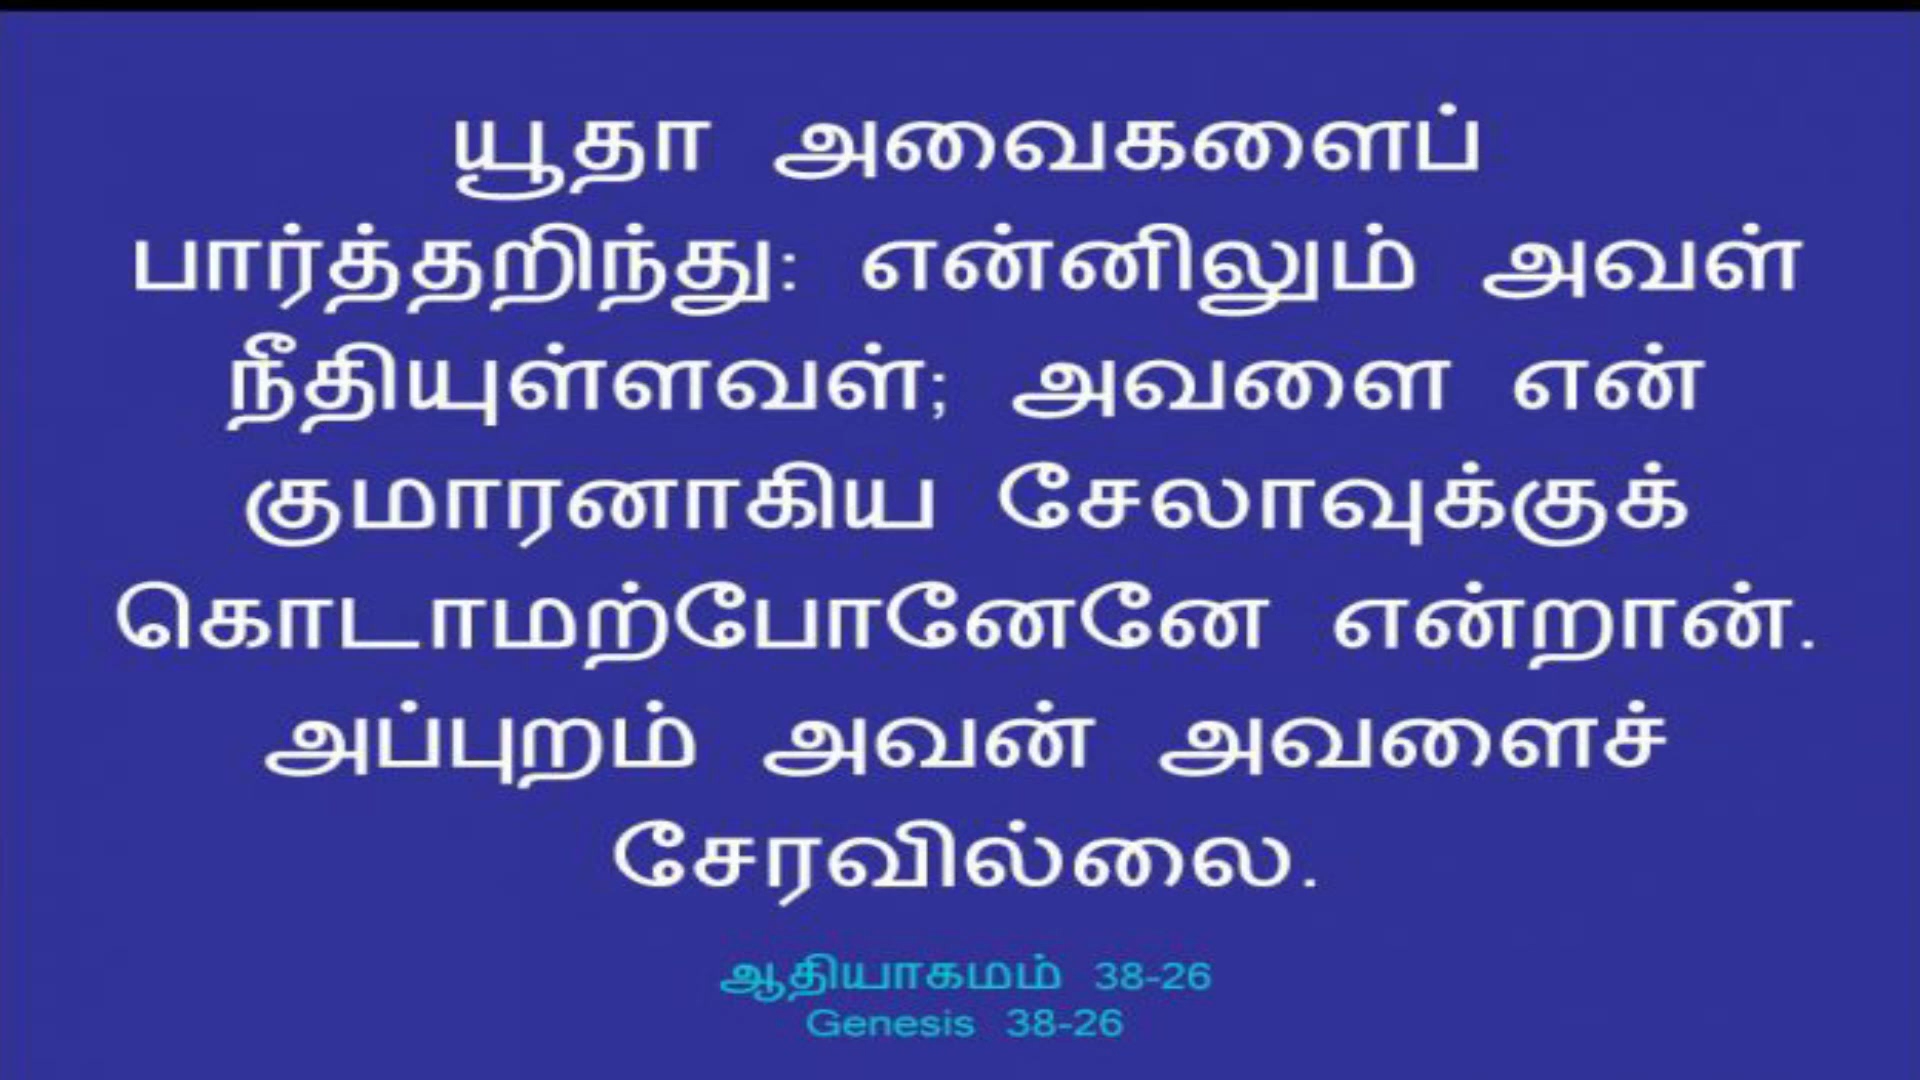 யூதா அவைகளைப்
பார்த்தறிந்து: என்னிலும் அவள்
நீதியுள்ளவள்; அவளை என்
குமாரனாகிய சேலாவுக்குக்
கொடாமற்போனேனே என்றான்.
அப்புறம் அவன் அவளைச்
சேரவில்லை.
ஆதியாகமம் 38-26
Genesis 38-26